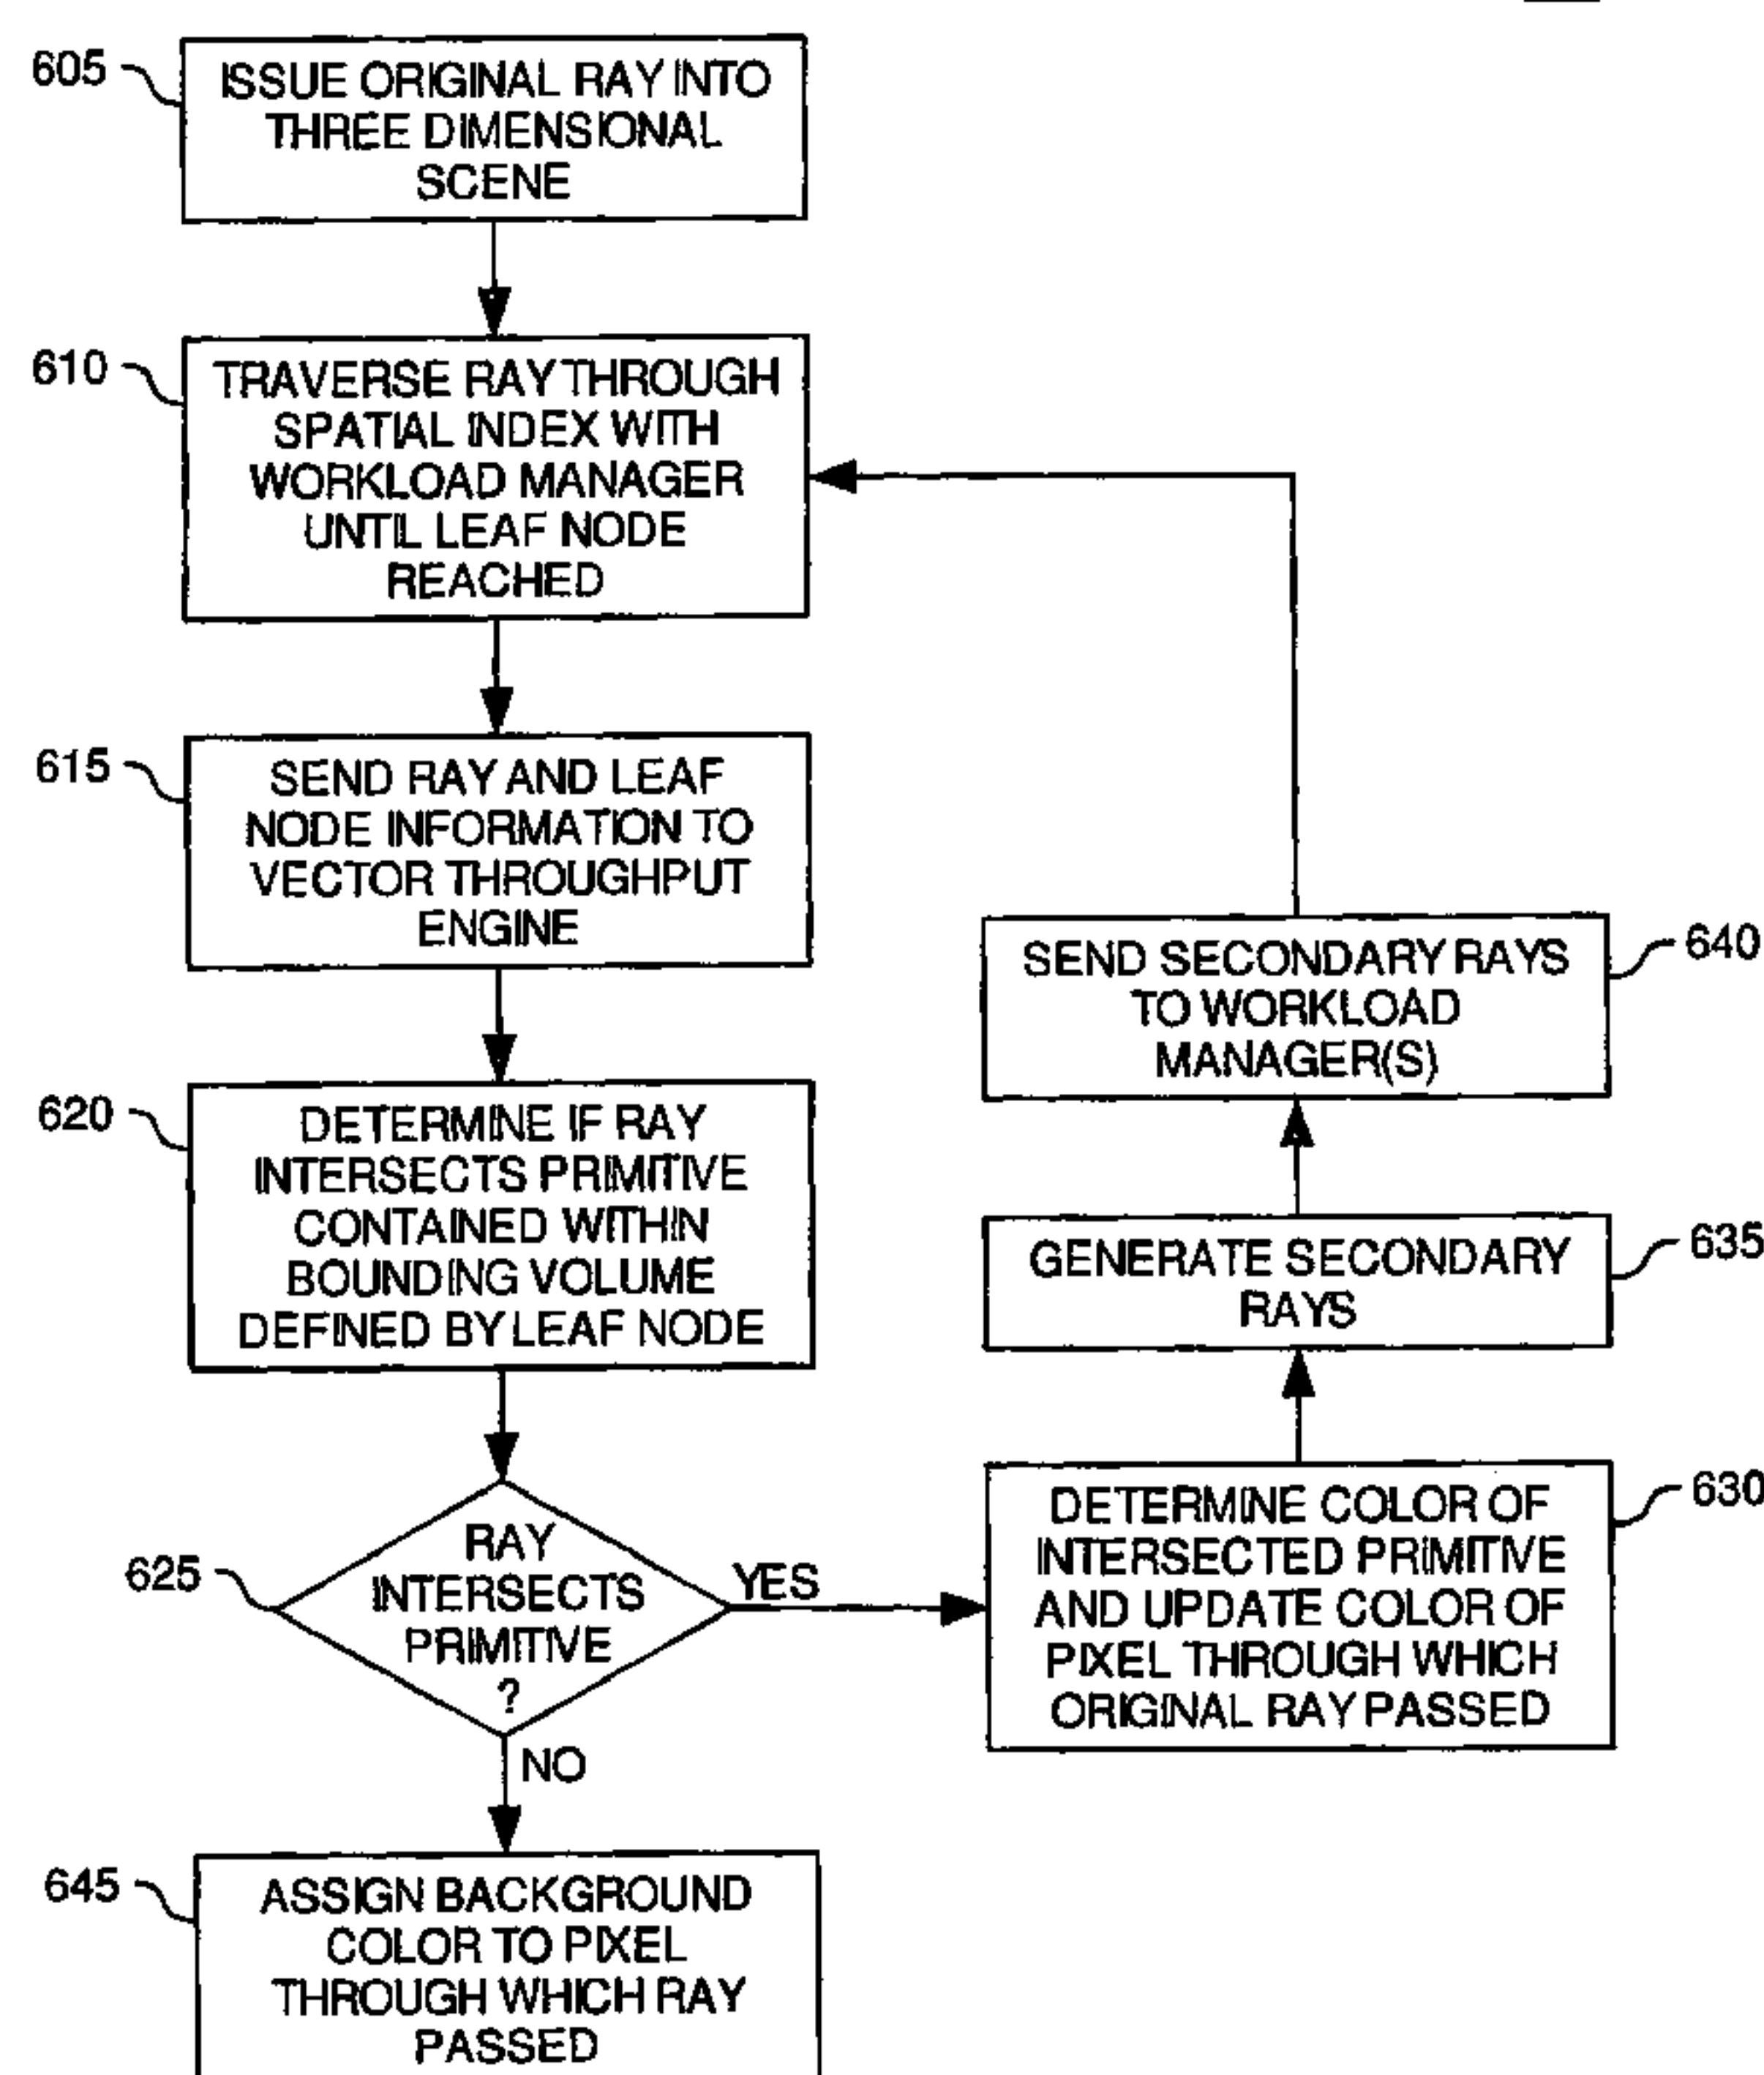 605
ISSUE ORIGINAL RAY INTO
THREE DIMENSIONAL
SCENE
610
TRAVERSE RAY THROUGH
SPATIAL INDEX WITH
WORKLOAD MANAGER
UNTIL LEAF NODE
REACHED
615
SEND RAY AND LEAF
NODE INFORMATION TO
VECTOR THROUGHPUT
ENGINE
620
DETERMINE IF RAY
INTERSECTS PRIMITIVE
CONTAINED WITHIN
BOUNDING VOLUME
DEFINED BY LEAF NODE
625
RAY
INTERSECTS
PRIMITIVE
?
YES
NO
630
DETERMINE COLOR OF
INTERSECTED PRIMITIVE
AND UPDATE COLOR OF
PIXEL THROUGH WHICH
ORIGINAL RAY PASSED
635
GENERATE SECONDARY
RAYS
640
SEND SECONDARY RAYS
TO WORKLOAD
MANAGER(S)
645
ASSIGN BACKGROUND
COLOR TO PIXEL
THROUGH WHICH RAY
PASSED